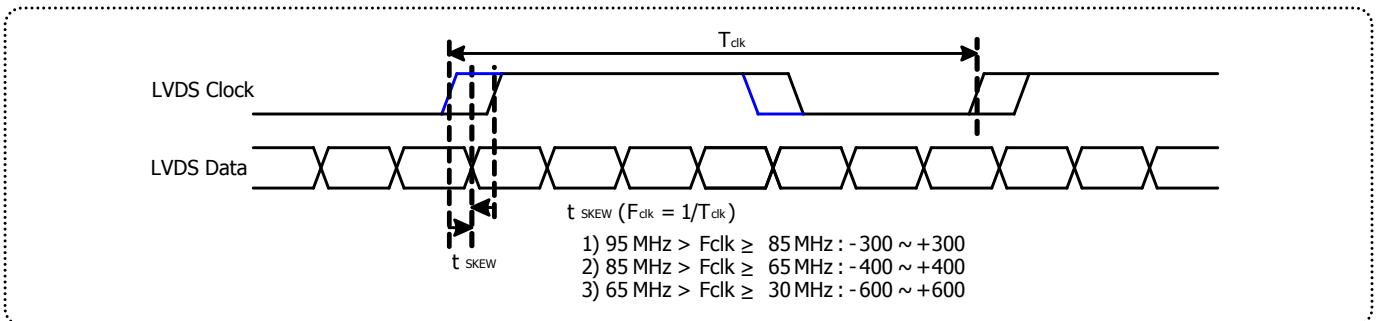 Tclk
LVDS Clock
LVDS Data
t SKEW (Fclk = 1/Tclk)
1) 95 MHz > Fclk ≥ 85 MHz : -300 ~ +300
2) 85 MHz > Fclk ≥ 65 MHz : -400 ~ +400
3) 65 MHz > Fclk ≥ 30 MHz : -600 ~ +600
t SKEW